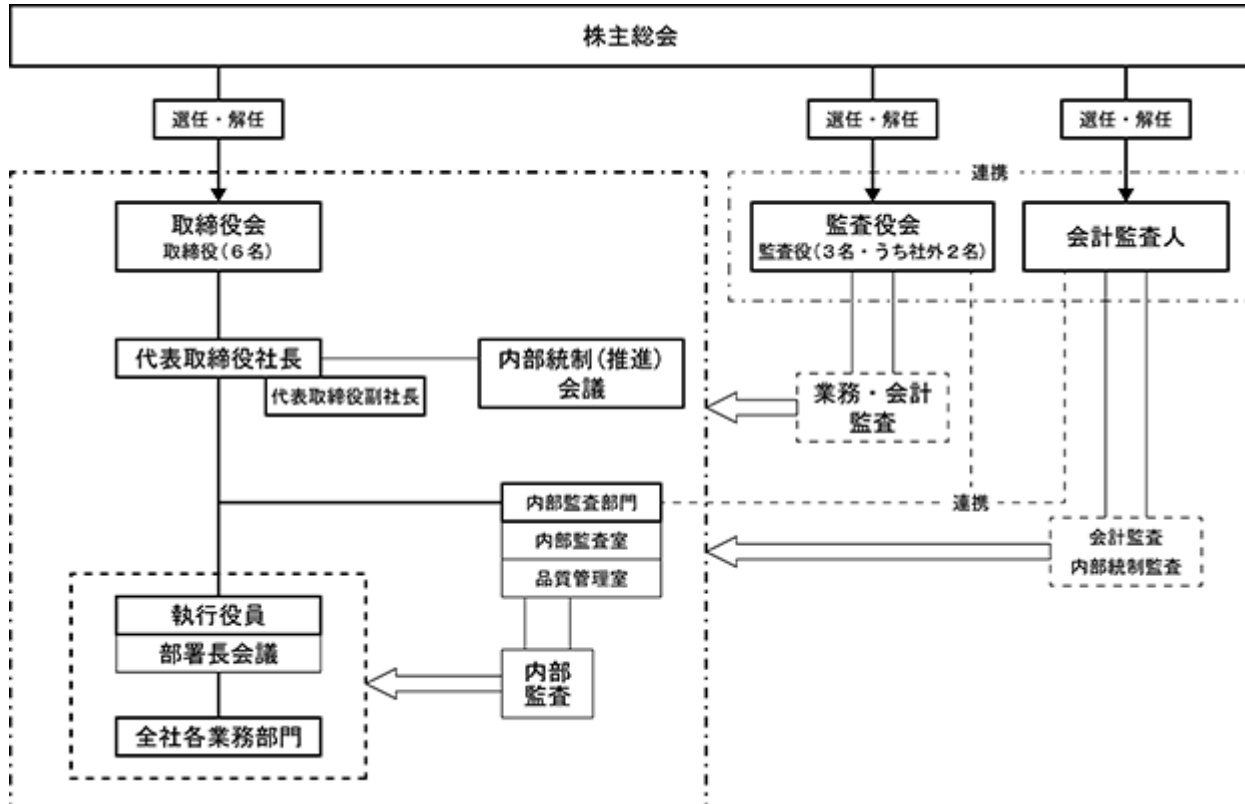 株主総会
選任・解任
選任・解任
選任・解任
連携
取締役会
取締役(6名)
監査役会
監査役(3名・うち社外2名)
会計監査人
代表取締役社長
代表取締役副社長
内部統制(推進)
会議
業務・会計
監査
内部監査部門
内部監査室
品質管理室
連携
会計監査
内部統制監査
執行役員
部署長会議
内部
監査
全社各業務部門